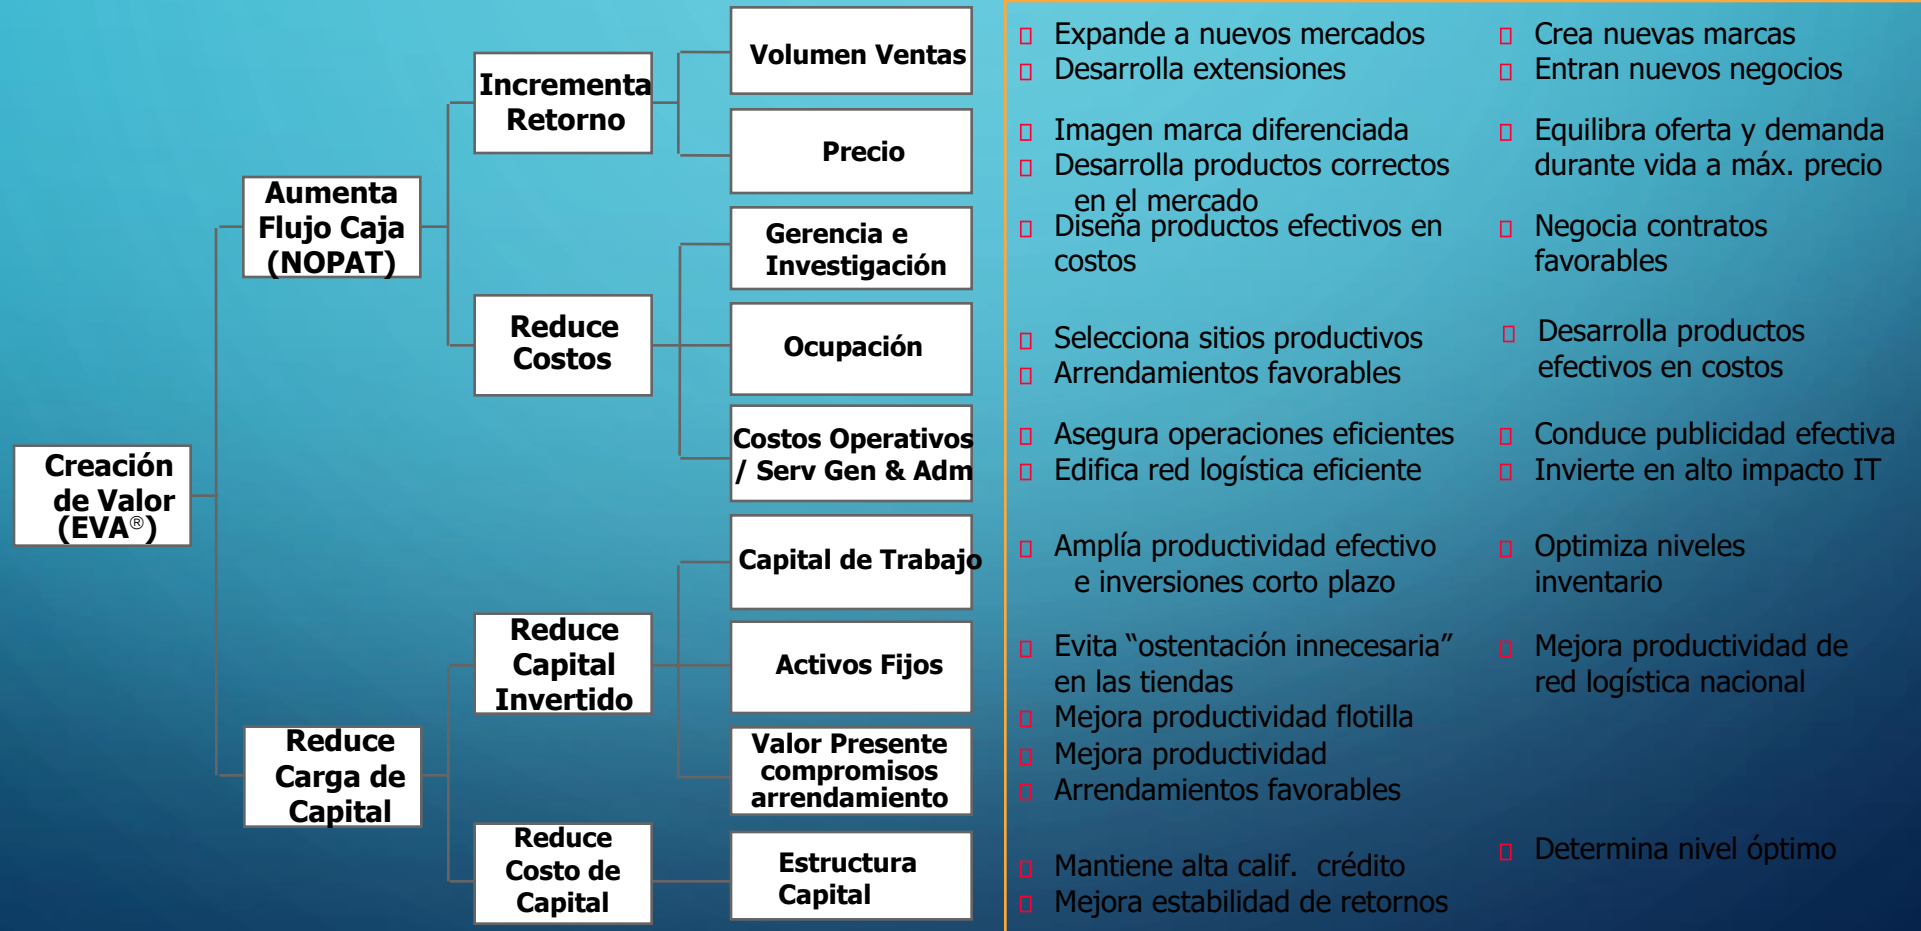 Creación
de Valor
(EVA®)
Aumenta
Flujo Caja
(NOPAT)
Reduce
Carga de
Capital
Incrementa
Retorno
Reduce
Costos
Reduce
Capital
Invertido
Reduce
Costo de
Capital
Volumen Ventas
Precio
Gerencia e
Investigación
Ocupación
Costos Operativos
/ Serv Gen & Adm
Capital de Trabajo
Activos Fijos
Valor Presente
compromisos
arrendamiento
Estructura
Capital
Expande a nuevos mercados
Desarrolla extensiones
Imagen marca diferenciada
Desarrolla productos correctos
en el mercado
Diseña productos efectivos en
costos
Selecciona sitios productivos
Arrendamientos favorables
Asegura operaciones eficientes
Edifica red logística eficiente
Amplía productividad efectivo
e inversiones corto plazo
Evita “ostentación innecesaria”
en las tiendas
Mejora productividad flotilla
Mejora productividad
Arrendamientos favorables
Mantiene alta calif. crédito
Mejora estabilidad de retornos
Crea nuevas marcas
Entran nuevos negocios
Equilibra oferta y demanda
durante vida a máx. precio
Negocia contratos
favorables
Desarrolla productos
efectivos en costos
Conduce publicidad efectiva
Invierte en alto impacto IT
Optimiza niveles
inventario
Mejora productividad de
red logística nacional
Determina nivel óptimo